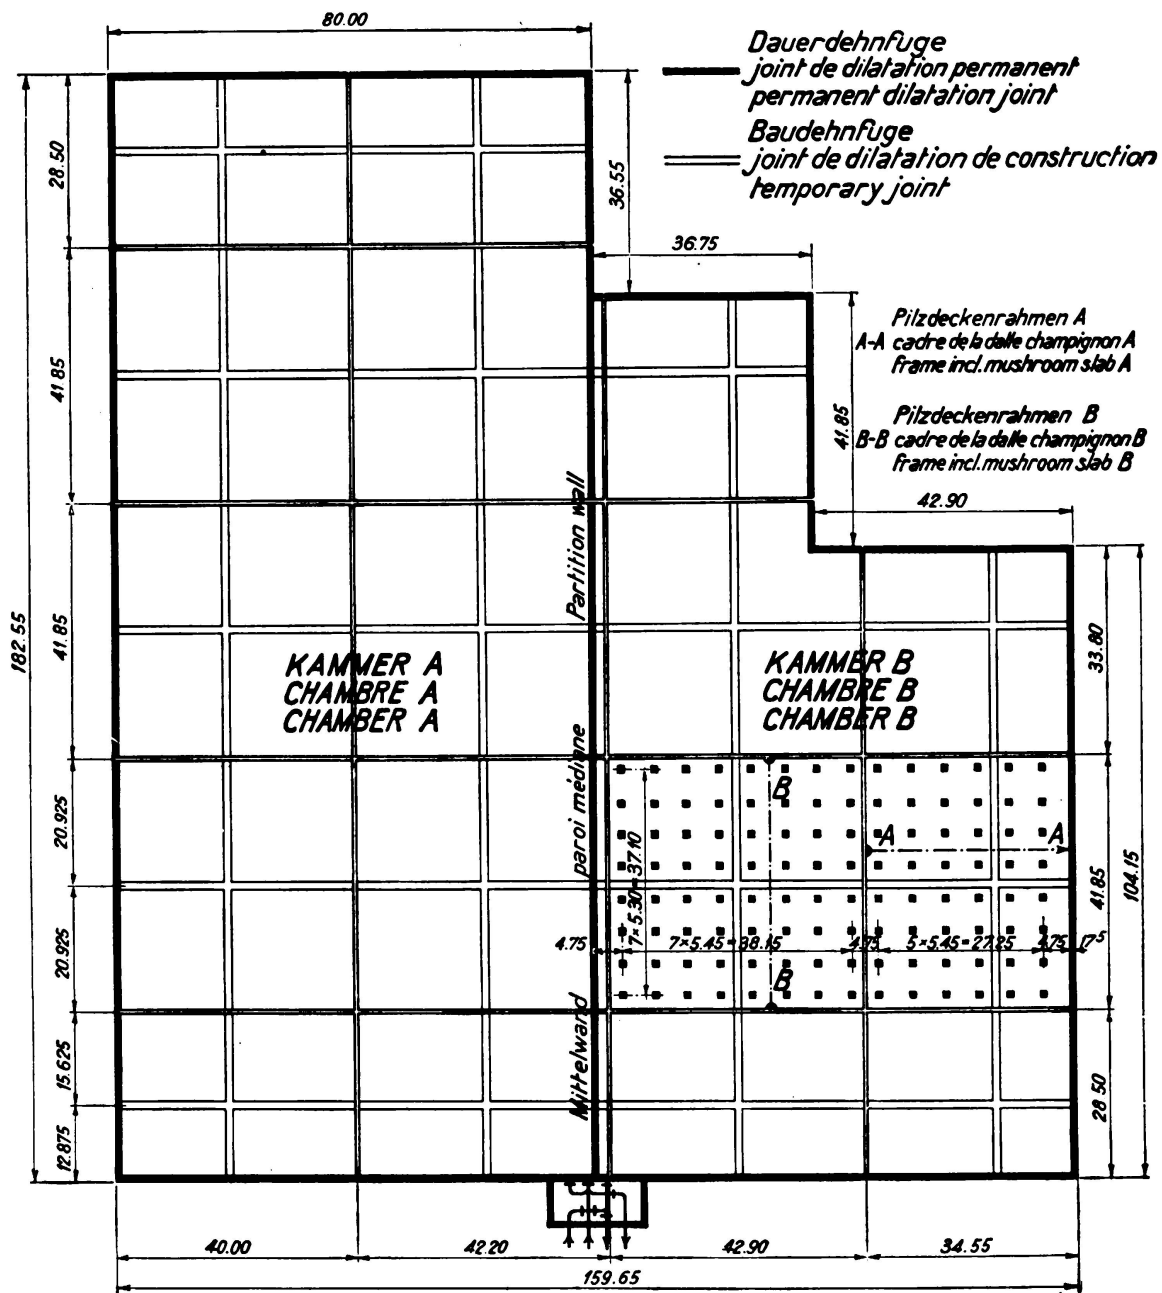 80.00
Dauerdehnfuge
joint de dilatation permanent
permanent dilatation joint
Baudehnfuge
joint de dilatation de construction
temporary joint
28.50
36.55
36.75
Pilzdeckenrahmen A
A-A cadre de la dalle champignon A
frame incl. mushroom slab A
41.85
41.85
Pilzdeckenrahmen B
B-B cadre de la dalle champignon B
frame incl. mushroom slab B
42.90
182.55
41.85
Partition wall
KAMMER A
CHAMBRE A
CHAMBER A
KAMMER B
CHAMBRE B
CHAMBER B
33.80
paroi médiane
B
A
A
20.925
7×5.30=37.10
41.85
104.15
20.925
4.75
7×5.45=38.15
4.75
5×5.45=27.25
4.75
17⁵
B
Mittelwand
15.625
28.50
12.875
40.00
42.20
42.90
34.55
159.65